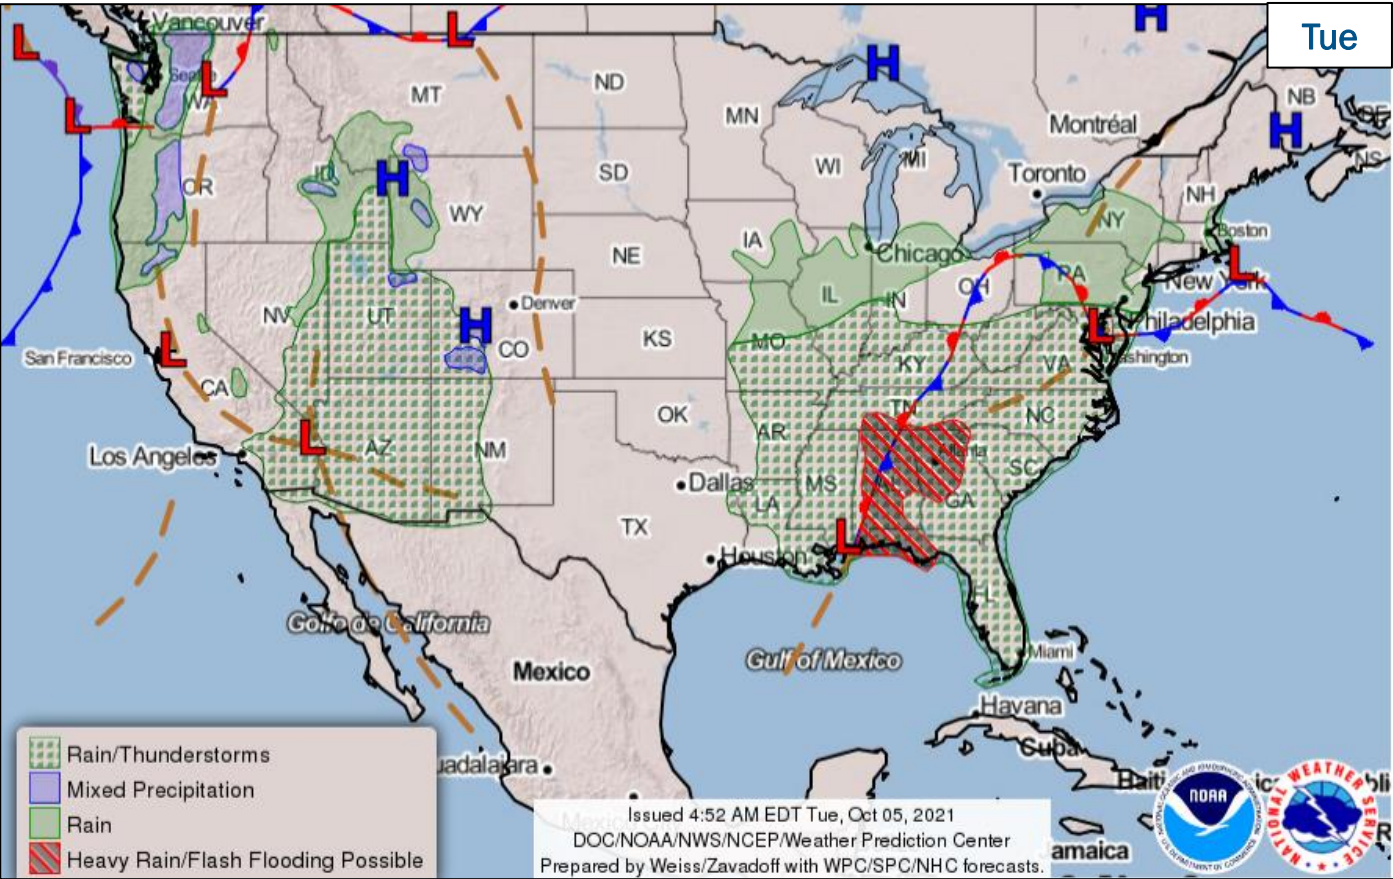 Tue
Vancouver
L
L
H
H
Seattle
L
WA
MT
ND
MN
NB
L
Montréal
H
PE
NS
ID
H
OR
SD
WI
MI
Toronto
NH
WY
NY
IA
Boston
NE
Chicago
L
NV
UT
Denver
IL
IN
OH
PA
New York
H
CO
KS
MO
KY
VA
L
Philadelphia
Washington
San Francisco
L
CA
OK
TN
NC
AR
L
AZ
NM
Atlanta
SC
Los Angeles
Dallas
MS
AL
GA
LA
TX
L
Houston
FL
Golfo de California
Gulf of Mexico
Miami
Mexico
Havana
Cuba
Haiti
Jamaica
uadalajara
Mexico City
Rain/Thunderstorms
Mixed Precipitation
Rain
Heavy Rain/Flash Flooding Possible
Issued 4:52 AM EDT Tue, Oct 05, 2021
DOC/NOAA/NWS/NCEP/Weather Prediction Center
Prepared by Weiss/Zavadoff with WPC/SPC/NHC forecasts.
NOAA
NATIONAL WEATHER SERVICE